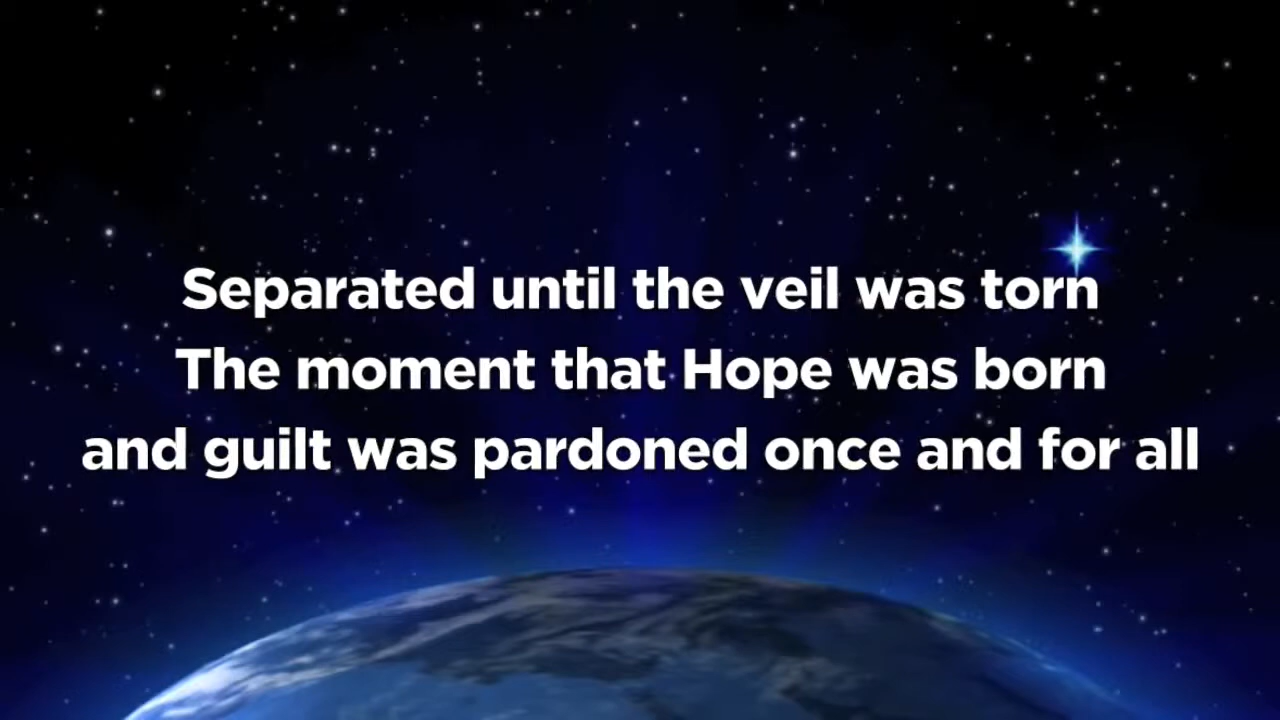 Separated until the veil was torn
The moment that Hope was born
and guilt was pardoned once and for all